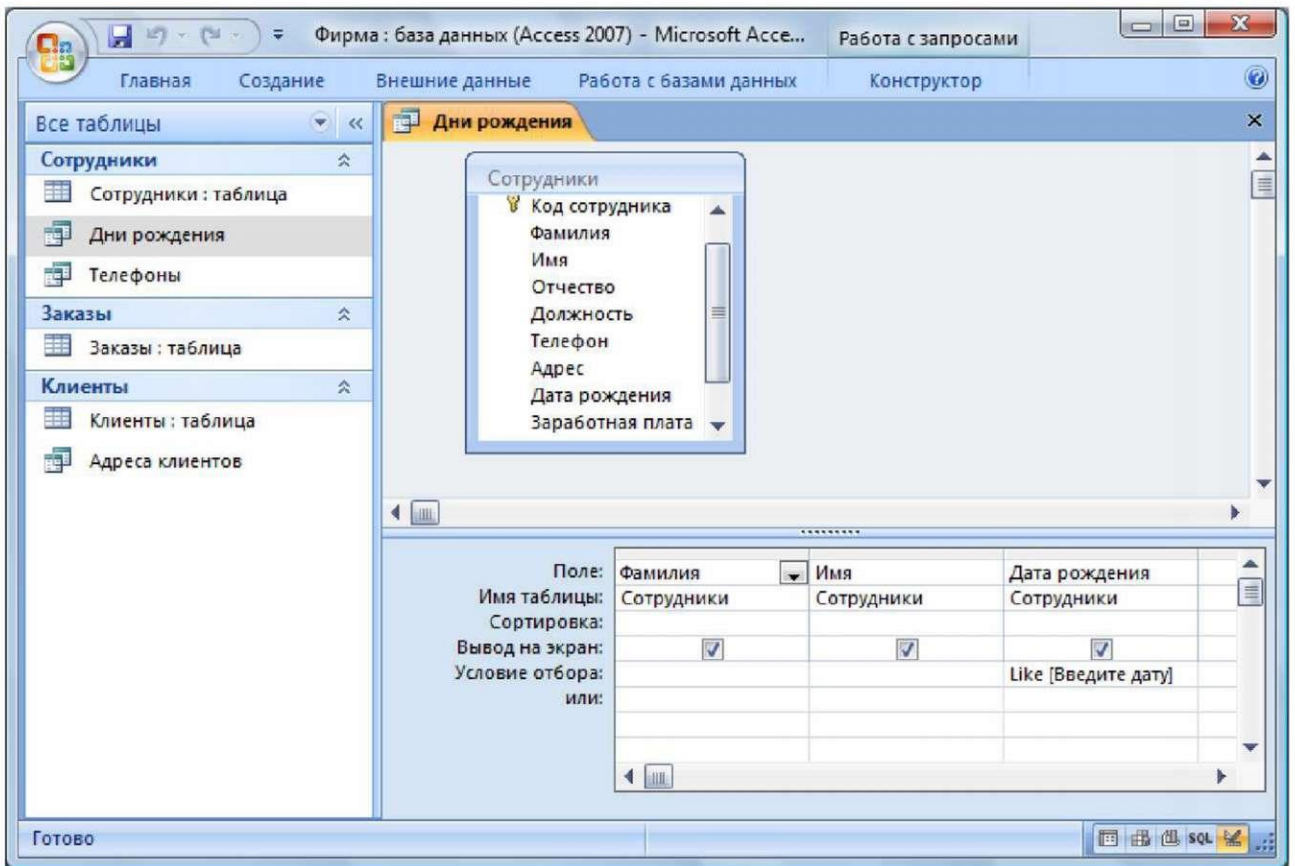 Фирма : база данных (Access 2007) - Microsoft Acce...
Работа с запросами
Главная
Создание
Внешние данные
Работа с базами данных
Конструктор
Все таблицы
Сотрудники
Сотрудники : таблица
Дни рождения
Телефоны
Заказы
Заказы : таблица
Клиенты
Клиенты : таблица
Адреса клиентов
Дни рождения
Сотрудники
Код сотрудника
Фамилия
Имя
Отчество
Должность
Телефон
Адрес
Дата рождения
Заработная плата
Поле: Фамилия Имя Дата рождения
Имя таблицы: Сотрудники Сотрудники Сотрудники
Сортировка:
Вывод на экран:
Условие отбора: Like [Введите дату]
или:
Готово
SQL